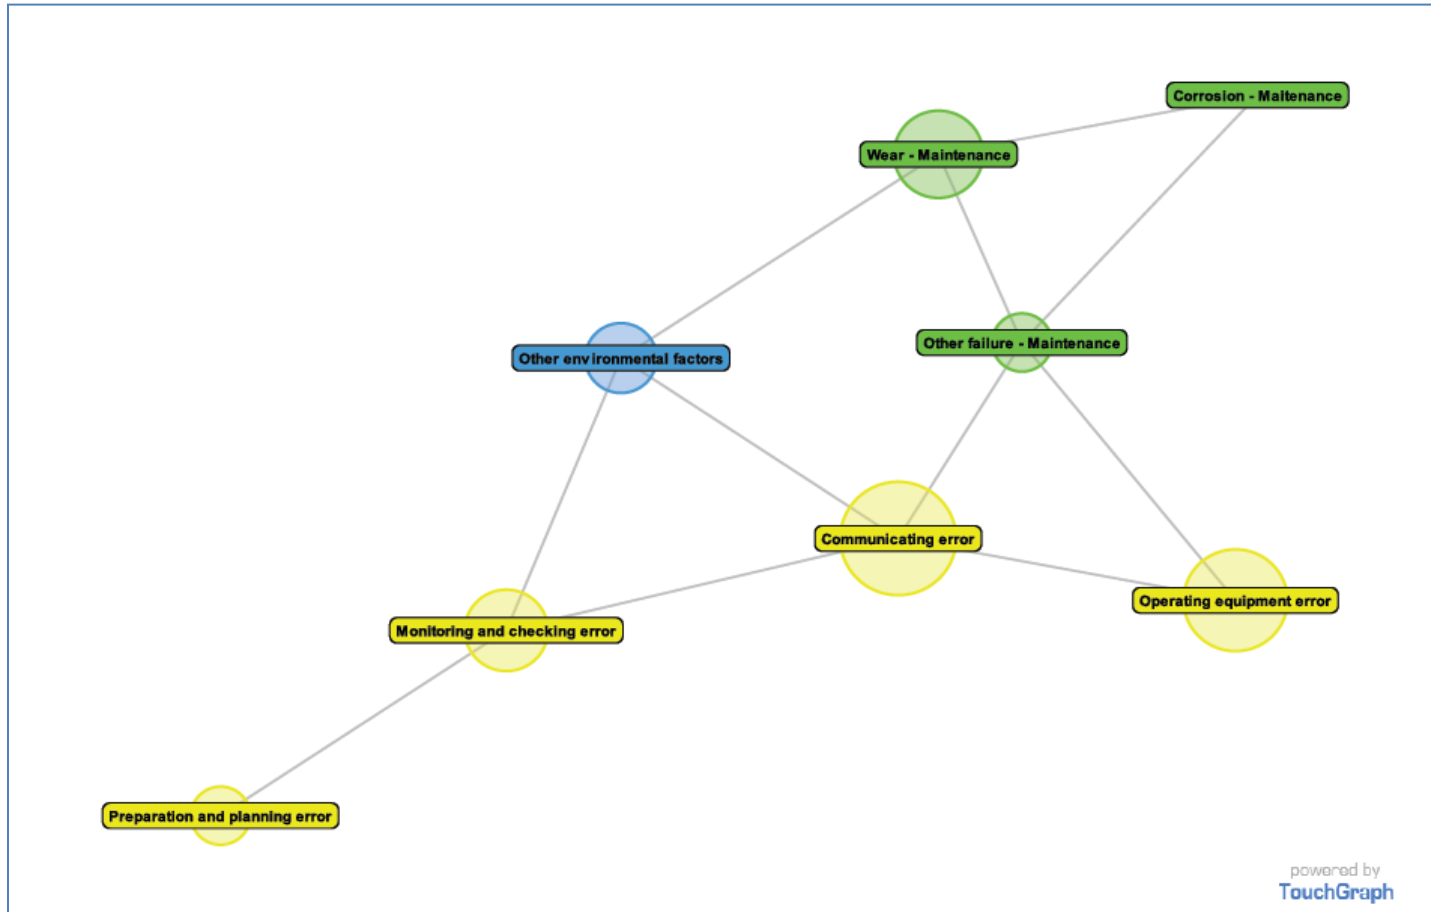 Corrosion - Maitenance
Wear - Maintenance
Other failure - Maintenance
Other environmental factors
Communicating error
Operating equipment error
Monitoring and checking error
Preparation and planning error
powered by
TouchGraph